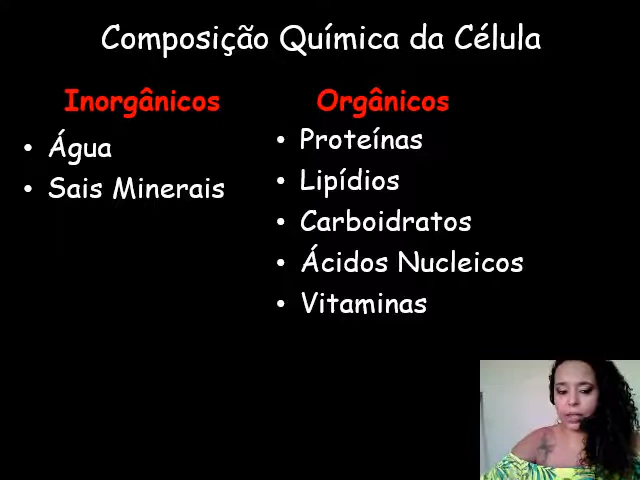 Composição Química da Célula
Inorgânicos
• Água
• Sais Minerais
Orgânicos
• Proteínas
• Lipídios
• Carboidratos
• Ácidos Nucleicos
• Vitaminas